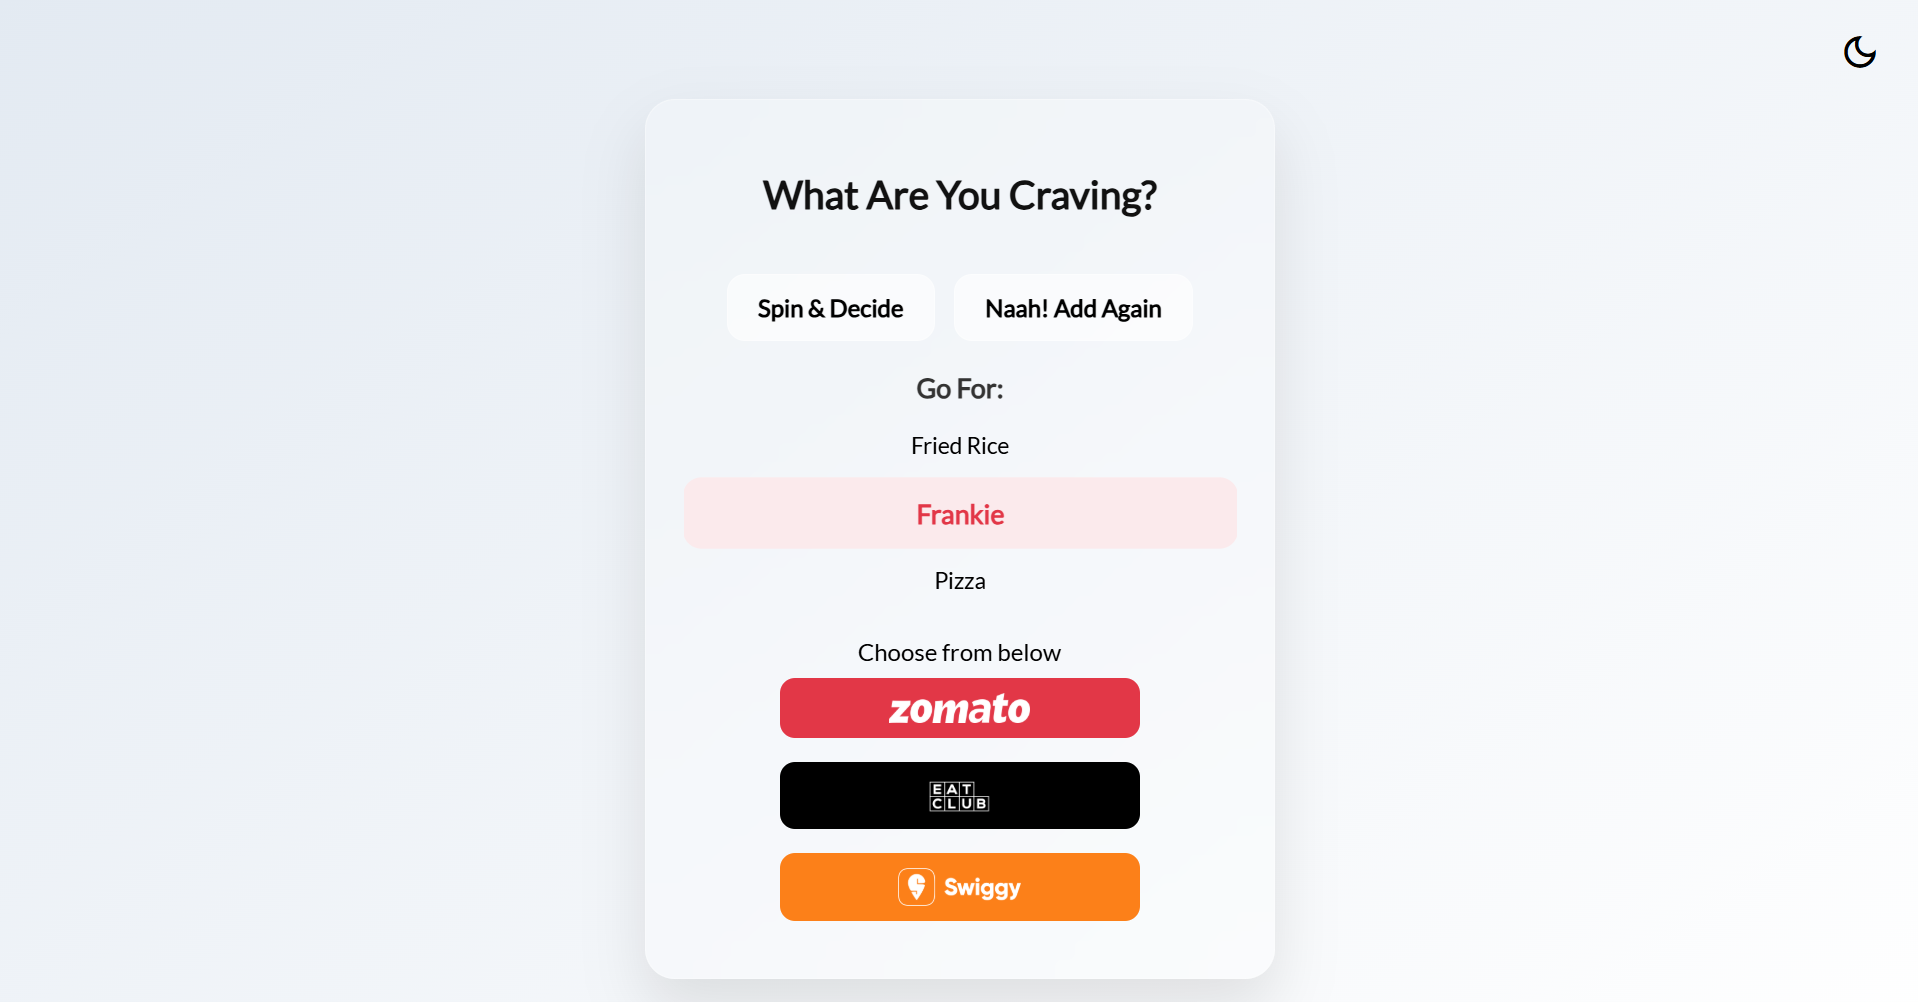 What Are You Craving?
Spin & Decide
Naah! Add Again
Go For:
Fried Rice
Frankie
Pizza
Choose from below
zomato
EAT
CLUB
Swiggy